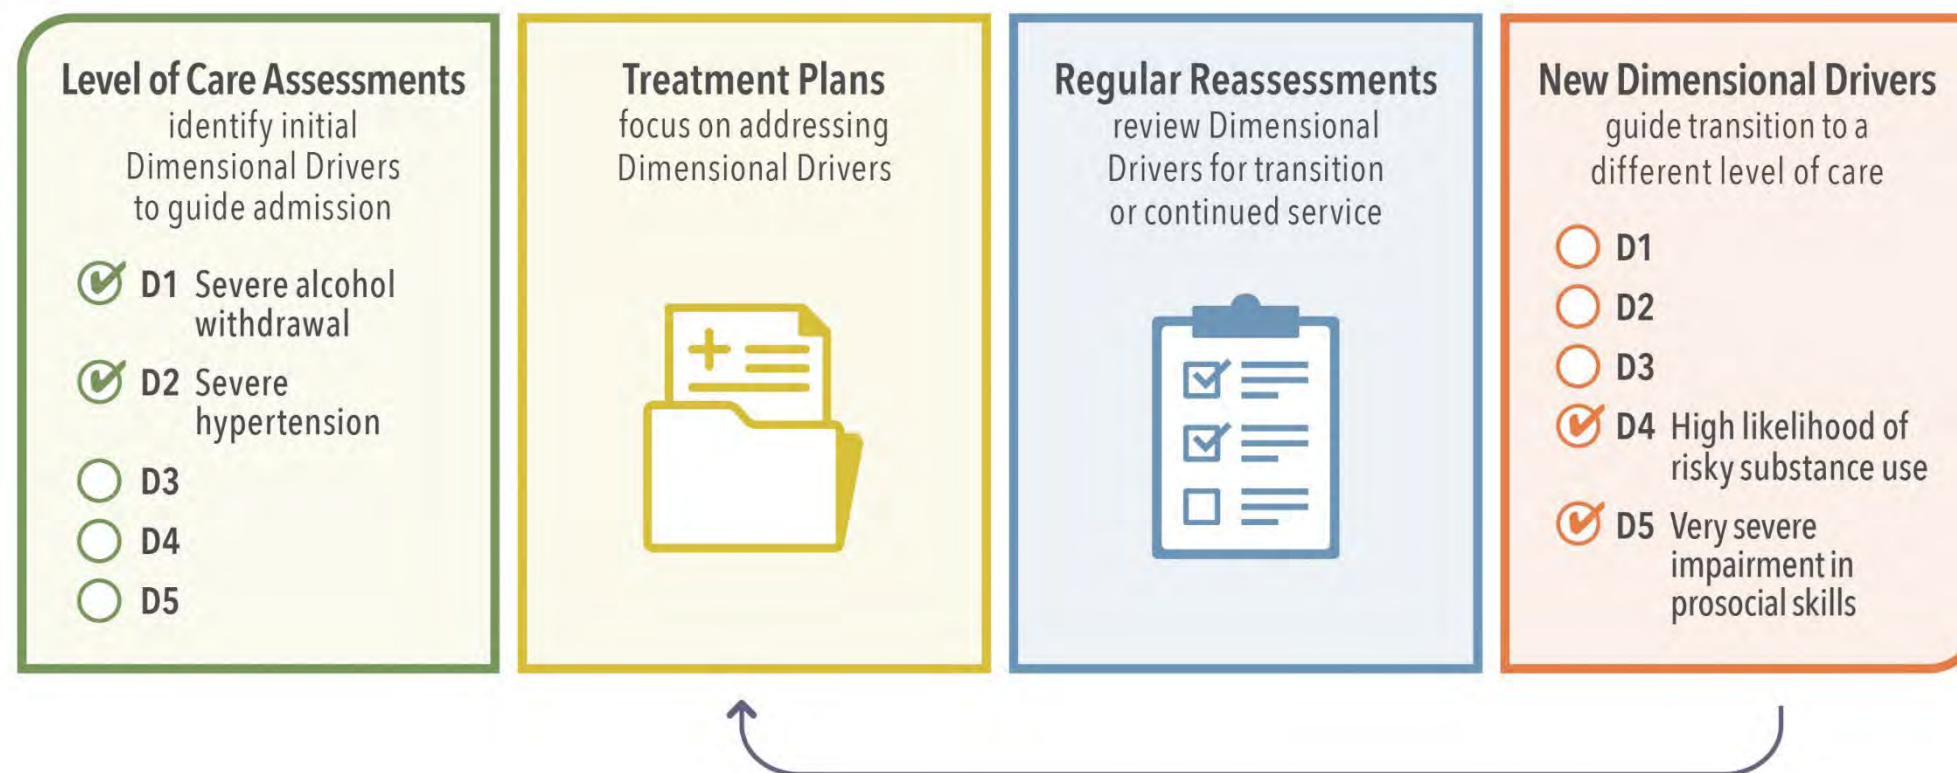 Level of Care Assessments
identify initial
Dimensional Drivers
to guide admission
D1 Severe alcohol
withdrawal
D2 Severe
hypertension
D3
D4
D5
Treatment Plans
focus on addressing
Dimensional Drivers
Regular Reassessments
review Dimensional
Drivers for transition
or continued service
New Dimensional Drivers
guide transition to a
different level of care
D1
D2
D3
D4 High likelihood of
risky substance use
D5 Very severe
impairment in
prosocial skills